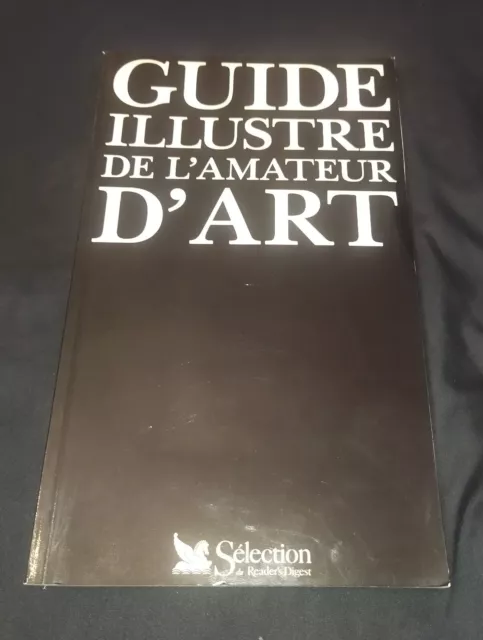 GUIDE
ILLUSTRE
DE L'AMATEUR
D'ART
Sélection
du Reader's Digest